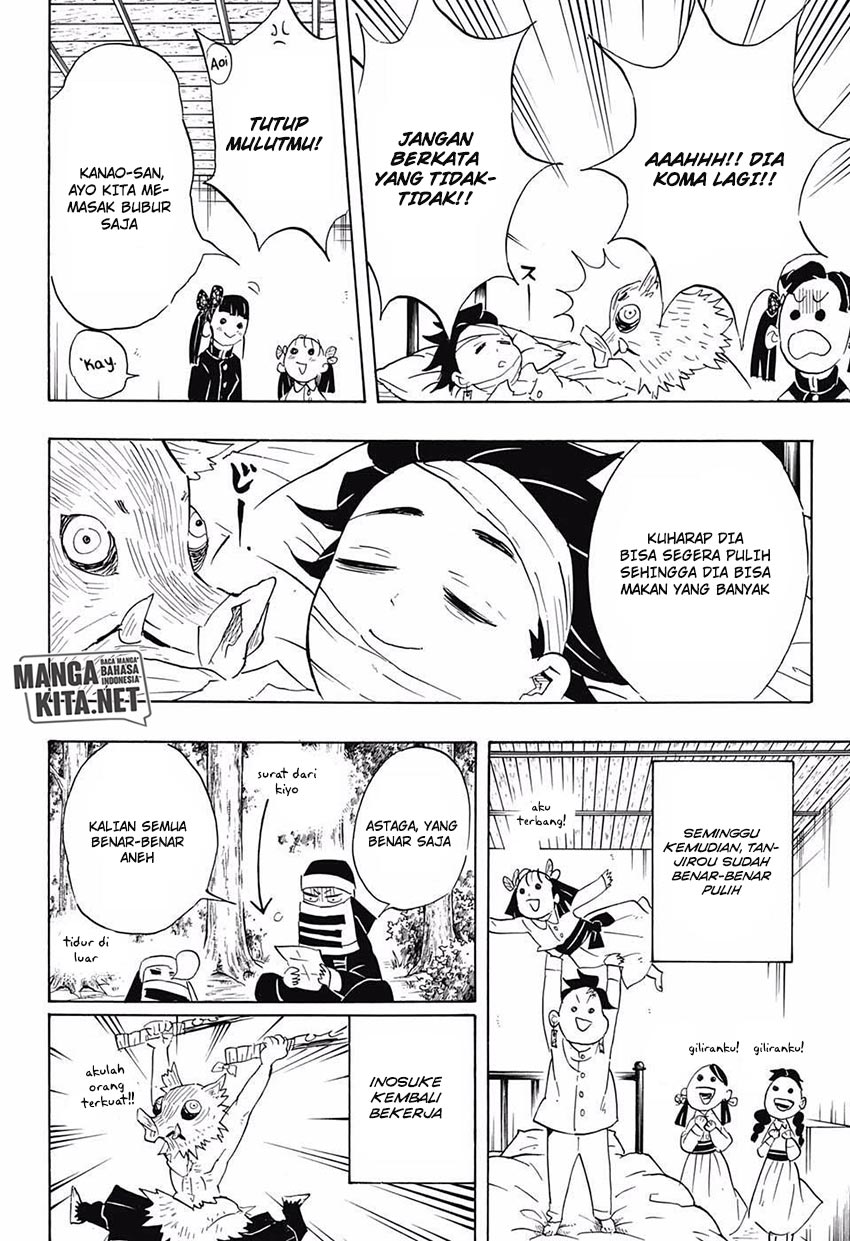 AAAHHH!! DIA
KOMA LAGI!!
JANGAN
BERKATA
YANG TIDAK-
TIDAK!!
スー
Aoi
TUTUP
MULUTMU!
KANAO-SAN,
AYO KITA ME-
MASAK BUBUR
SAJA
'Kay.
KUHARAP DIA
BISA SEGERA PULIH
SEHINGGA DIA BISA
MAKAN YANG BANYAK
MANGA
KITA.NET
BACA MANGA
BAHASA
INDONESIA
SEMINGGU
KEMUDIAN, TAN-
JIROU SUDAH
BENAR-BENAR
PULIH
aku
terbang!
giliranku!
giliranku!
surat dari
kiyo
ASTAGA, YANG
BENAR SAJA
KALIAN SEMUA
BENAR-BENAR
ANEH
tidur di
luar
INOSUKE
KEMBALI
BEKERJA
akulah
orang
terkuat!!